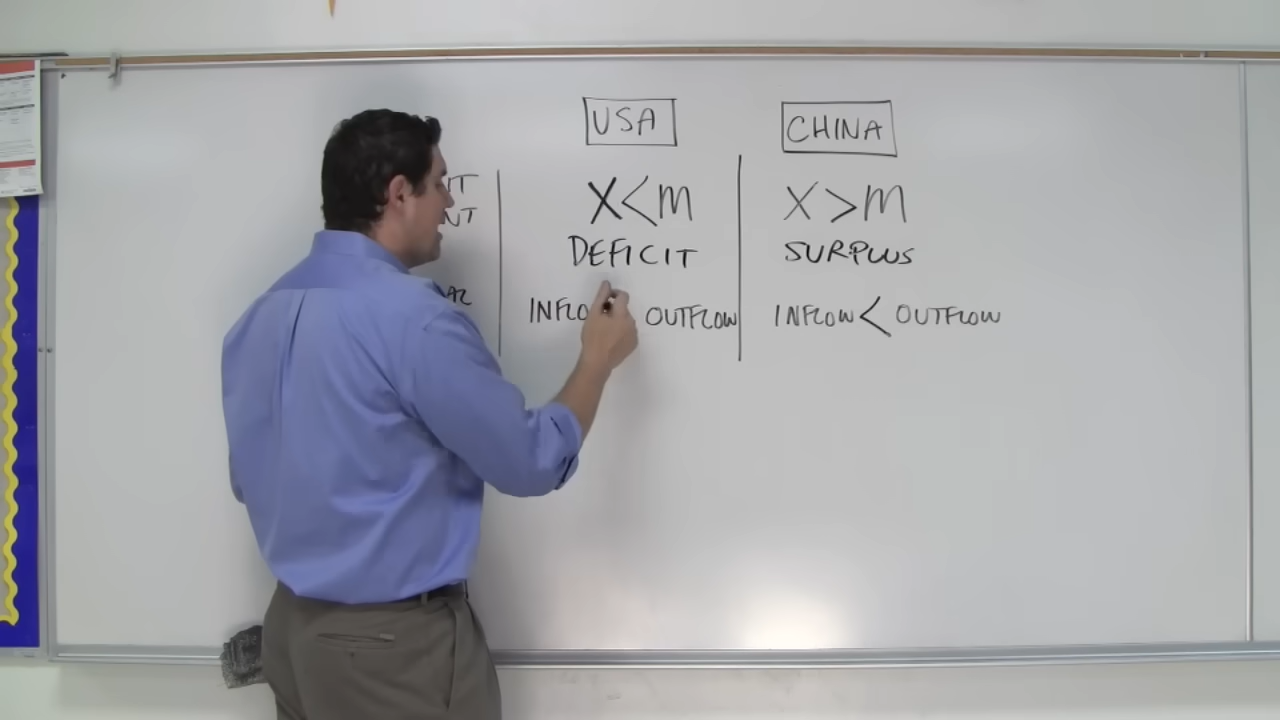 USA CHINA
X<m X>m
DEFICIT SURPLUS
OUTFLOW INFLOW < OUTFLOW